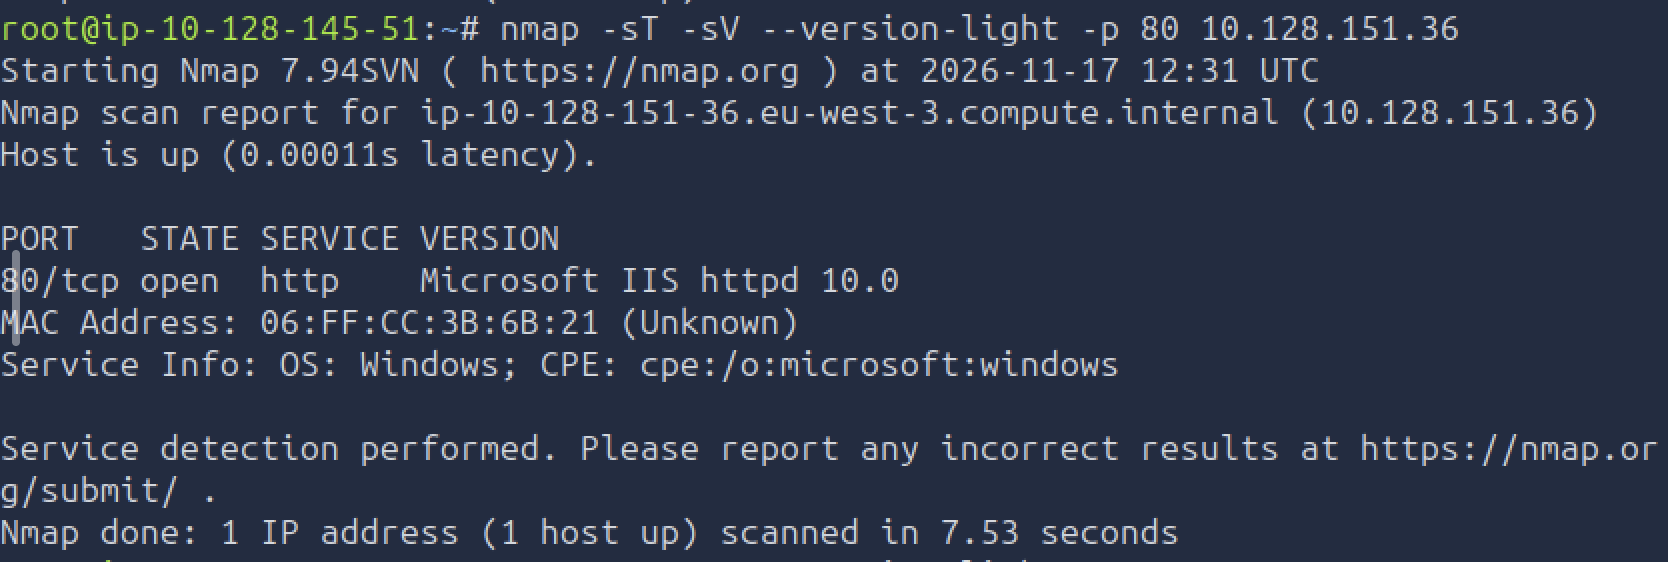 root@ip-10-128-145-51:~# nmap -sT -sV --version-light -p 80 10.128.151.36
Starting Nmap 7.94SVN ( https://nmap.org ) at 2026-11-17 12:31 UTC
Nmap scan report for ip-10-128-151-36.eu-west-3.compute.internal (10.128.151.36)
Host is up (0.00011s latency).
PORT   STATE SERVICE VERSION
80/tcp open  http    Microsoft IIS httpd 10.0
MAC Address: 06:FF:CC:3B:6B:21 (Unknown)
Service Info: OS: Windows; CPE: cpe:/o:microsoft:windows
Service detection performed. Please report any incorrect results at https://nmap.or
g/submit/ .
Nmap done: 1 IP address (1 host up) scanned in 7.53 seconds